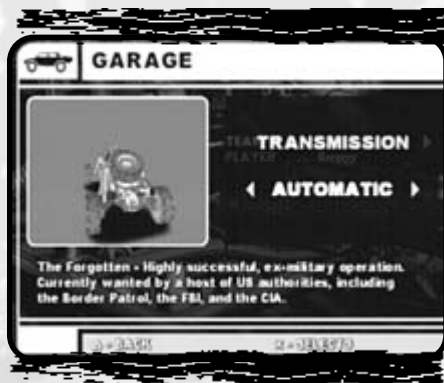 GARAGE
TRANSMISSION
AUTOMATIC
The Forgotten - Highly successful, ex-military operation.
Currently wanted by a host of US authorities, including
the Border Patrol, the FBI, and the CIA.
A - BACK